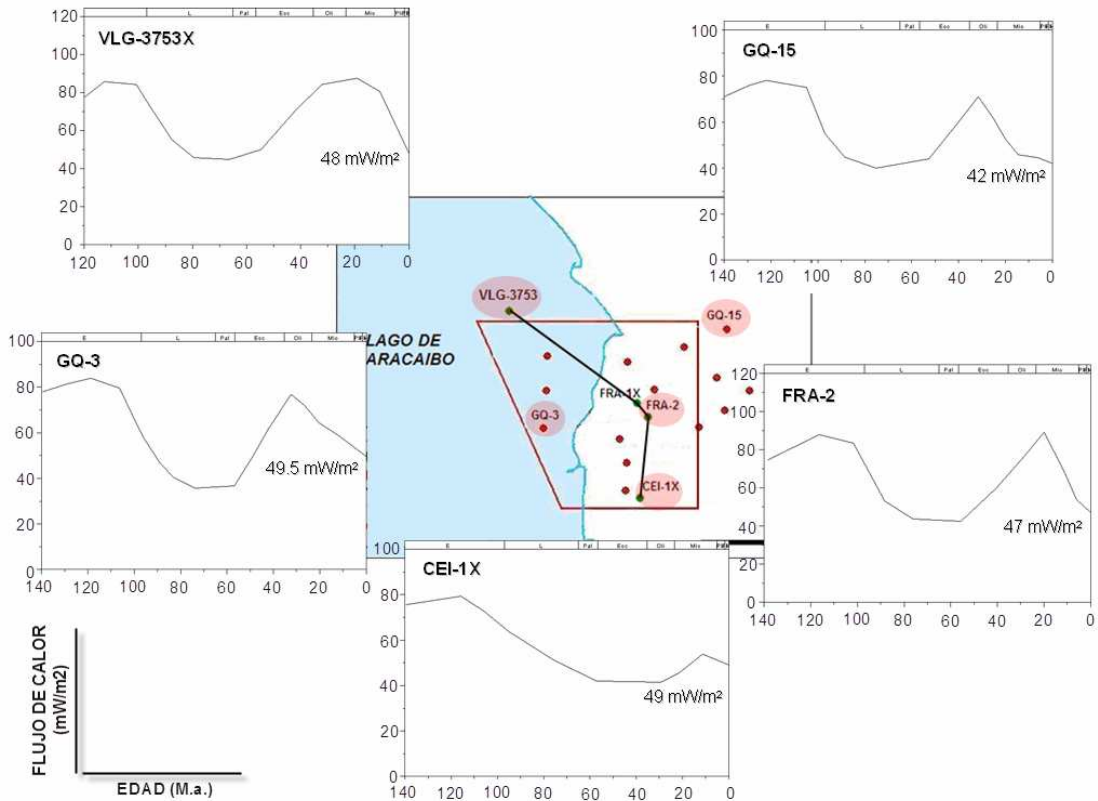 VLG-3753X
L Pal Eoc Oli Mio
120
100
80
60
40
20
0
120 100 80 60 40 20 0
48 mW/m²
GQ-15
E L Pal Eoc Oli Mio
100
80
60
40
20
0
140 120 100 80 60 40 20 0
42 mW/m²
GQ-3
E L Pal Eoc Oli Mio
100
80
60
40
20
0
140 120 100 80 60 40 20 0
49.5 mW/m²
LAGO DE
ARACAIBO
VLG-3753
GQ-15
GQ-3
FRA-1X
FRA-2
CEI-1X
FRA-2
E L Pal Eoc Oli Mio
120
100
80
60
40
20
0
140 120 100 80 60 40 20 0
47 mW/m²
CEI-1X
E L Pal Eoc Oli Mio
100
80
60
40
20
0
140 120 100 80 60 40 20 0
49 mW/m²
FLUJO DE CALOR
(mW/m2)
EDAD (M.a.)